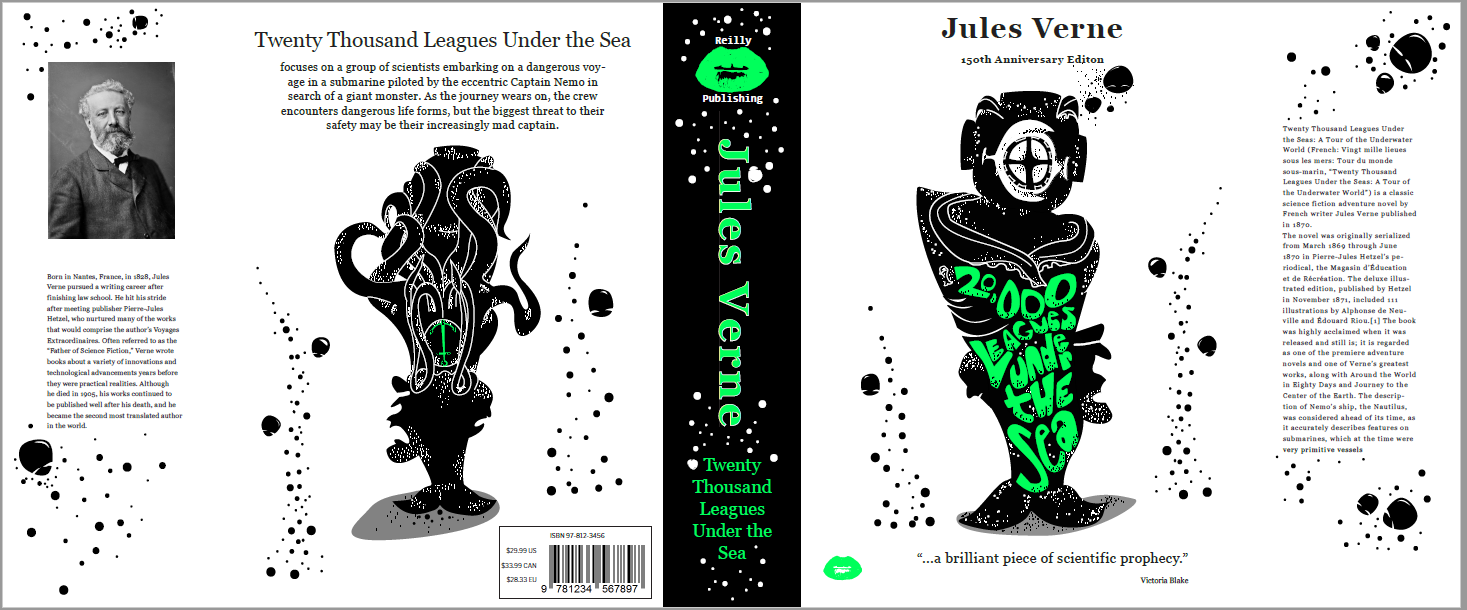 Born in Nantes, France, in 1828, Jules
Verne pursued a writing career after
finishing law school. He hit his stride
after meeting publisher Pierre-Jules
Hetzel, who nurtured many of the works
that would comprise the author's Voyages
Extraordinaires. Often referred to as the
"Father of Science Fiction," Verne wrote
books about a variety of innovations and
technological advancements years before
they were practical realities. Although
he died in 1905, his works continued to
be published well after his death, and he
became the second most translated author
in the world.
Twenty Thousand Leagues Under the Sea
focuses on a group of scientists embarking on a dangerous voy-
age in a submarine piloted by the eccentric Captain Nemo in
search of a giant monster. As the journey wears on, the crew
encounters dangerous life forms, but the biggest threat to their
safety may be their increasingly mad captain.
ISBN 97-812-3456
$29.99 US
$33.99 CAN
$28.33 EU
9 781234 567897
Reilly
Publishing
Jules Verne
Twenty
Thousand
Leagues
Under the
Sea
Jules Verne
150th Anniversary Editon
20,000
LEAGUES
UNDER
THE
Sea
"...a brilliant piece of scientific prophecy."
Victoria Blake
Twenty Thousand Leagues Under
the Seas: A Tour of the Underwater
World (French: Vingt mille lieues
sous les mers: Tour du monde
sous-marin, "Twenty Thousand
Leagues Under the Seas: A Tour of
the Underwater World") is a classic
science fiction adventure novel by
French writer Jules Verne published
in 1870.
The novel was originally serialized
from March 1869 through June
1870 in Pierre-Jules Hetzel's pe-
riodical, the Magasin d'Éducation
et de Récréation. The deluxe illus-
trated edition, published by Hetzel
in November 1871, included 111
illustrations by Alphonse de Neu-
ville and Édouard Riou.[1] The book
was highly acclaimed when it was
released and still is; it is regarded
as one of the premiere adventure
novels and one of Verne's greatest
works, along with Around the World
in Eighty Days and Journey to the
Center of the Earth. The descrip-
tion of Nemo's ship, the Nautilus,
was considered ahead of its time, as
it accurately describes features on
submarines, which at the time were
very primitive vessels